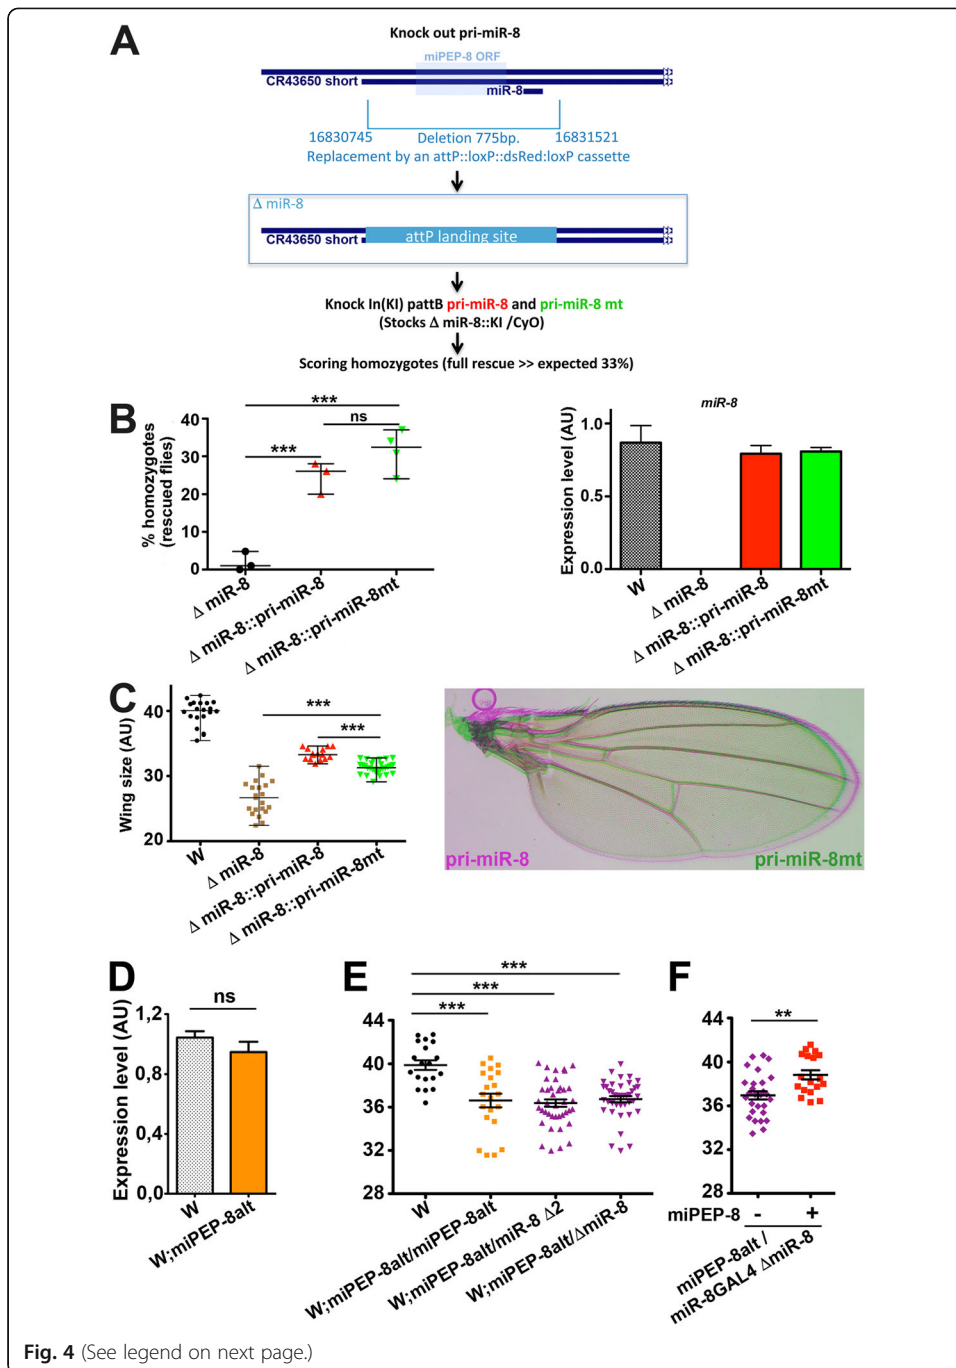 A
Knock out pri-miR-8
miPEP-8 ORF
CR43650 short
miR-8
16830745
Deletion 775bp.
16831521
Replacement by an attP::loxP::dsRed:loxP cassette
Δ miR-8
CR43650 short
attP landing site
Knock In(KI) pattB pri-miR-8 and pri-miR-8 mt
(Stocks Δ miR-8::KI /CyO)
Scoring homozygotes (full rescue >> expected 33%)
B
% homozygotes
(rescued flies)
40
30
20
10
0
***
***
ns
Δ miR-8
Δ miR-8::pri-miR-8
Δ miR-8::pri-miR-8mt
miR-8
Expression level (AU)
1.0
0.5
0.0
W
Δ miR-8
Δ miR-8::pri-miR-8
Δ miR-8::pri-miR-8mt
C
Wing size (AU)
40
30
20
***
***
W
Δ miR-8
Δ miR-8::pri-miR-8
Δ miR-8::pri-miR-8mt
pri-miR-8
pri-miR-8mt
D
Expression level (AU)
1,2
0,8
0,4
0,0
ns
W
W;miPEP-8alt
E
44
40
36
32
28
***
***
***
W
W;miPEP-8alt/miPEP-8alt
W;miPEP-8alt/miR-8 Δ2
W;miPEP-8alt/ΔmiR-8
F
44
40
36
32
28
**
miPEP-8 - +
miPEP-8alt /
miR-8GAL4 ΔmiR-8
Fig. 4 (See legend on next page.)